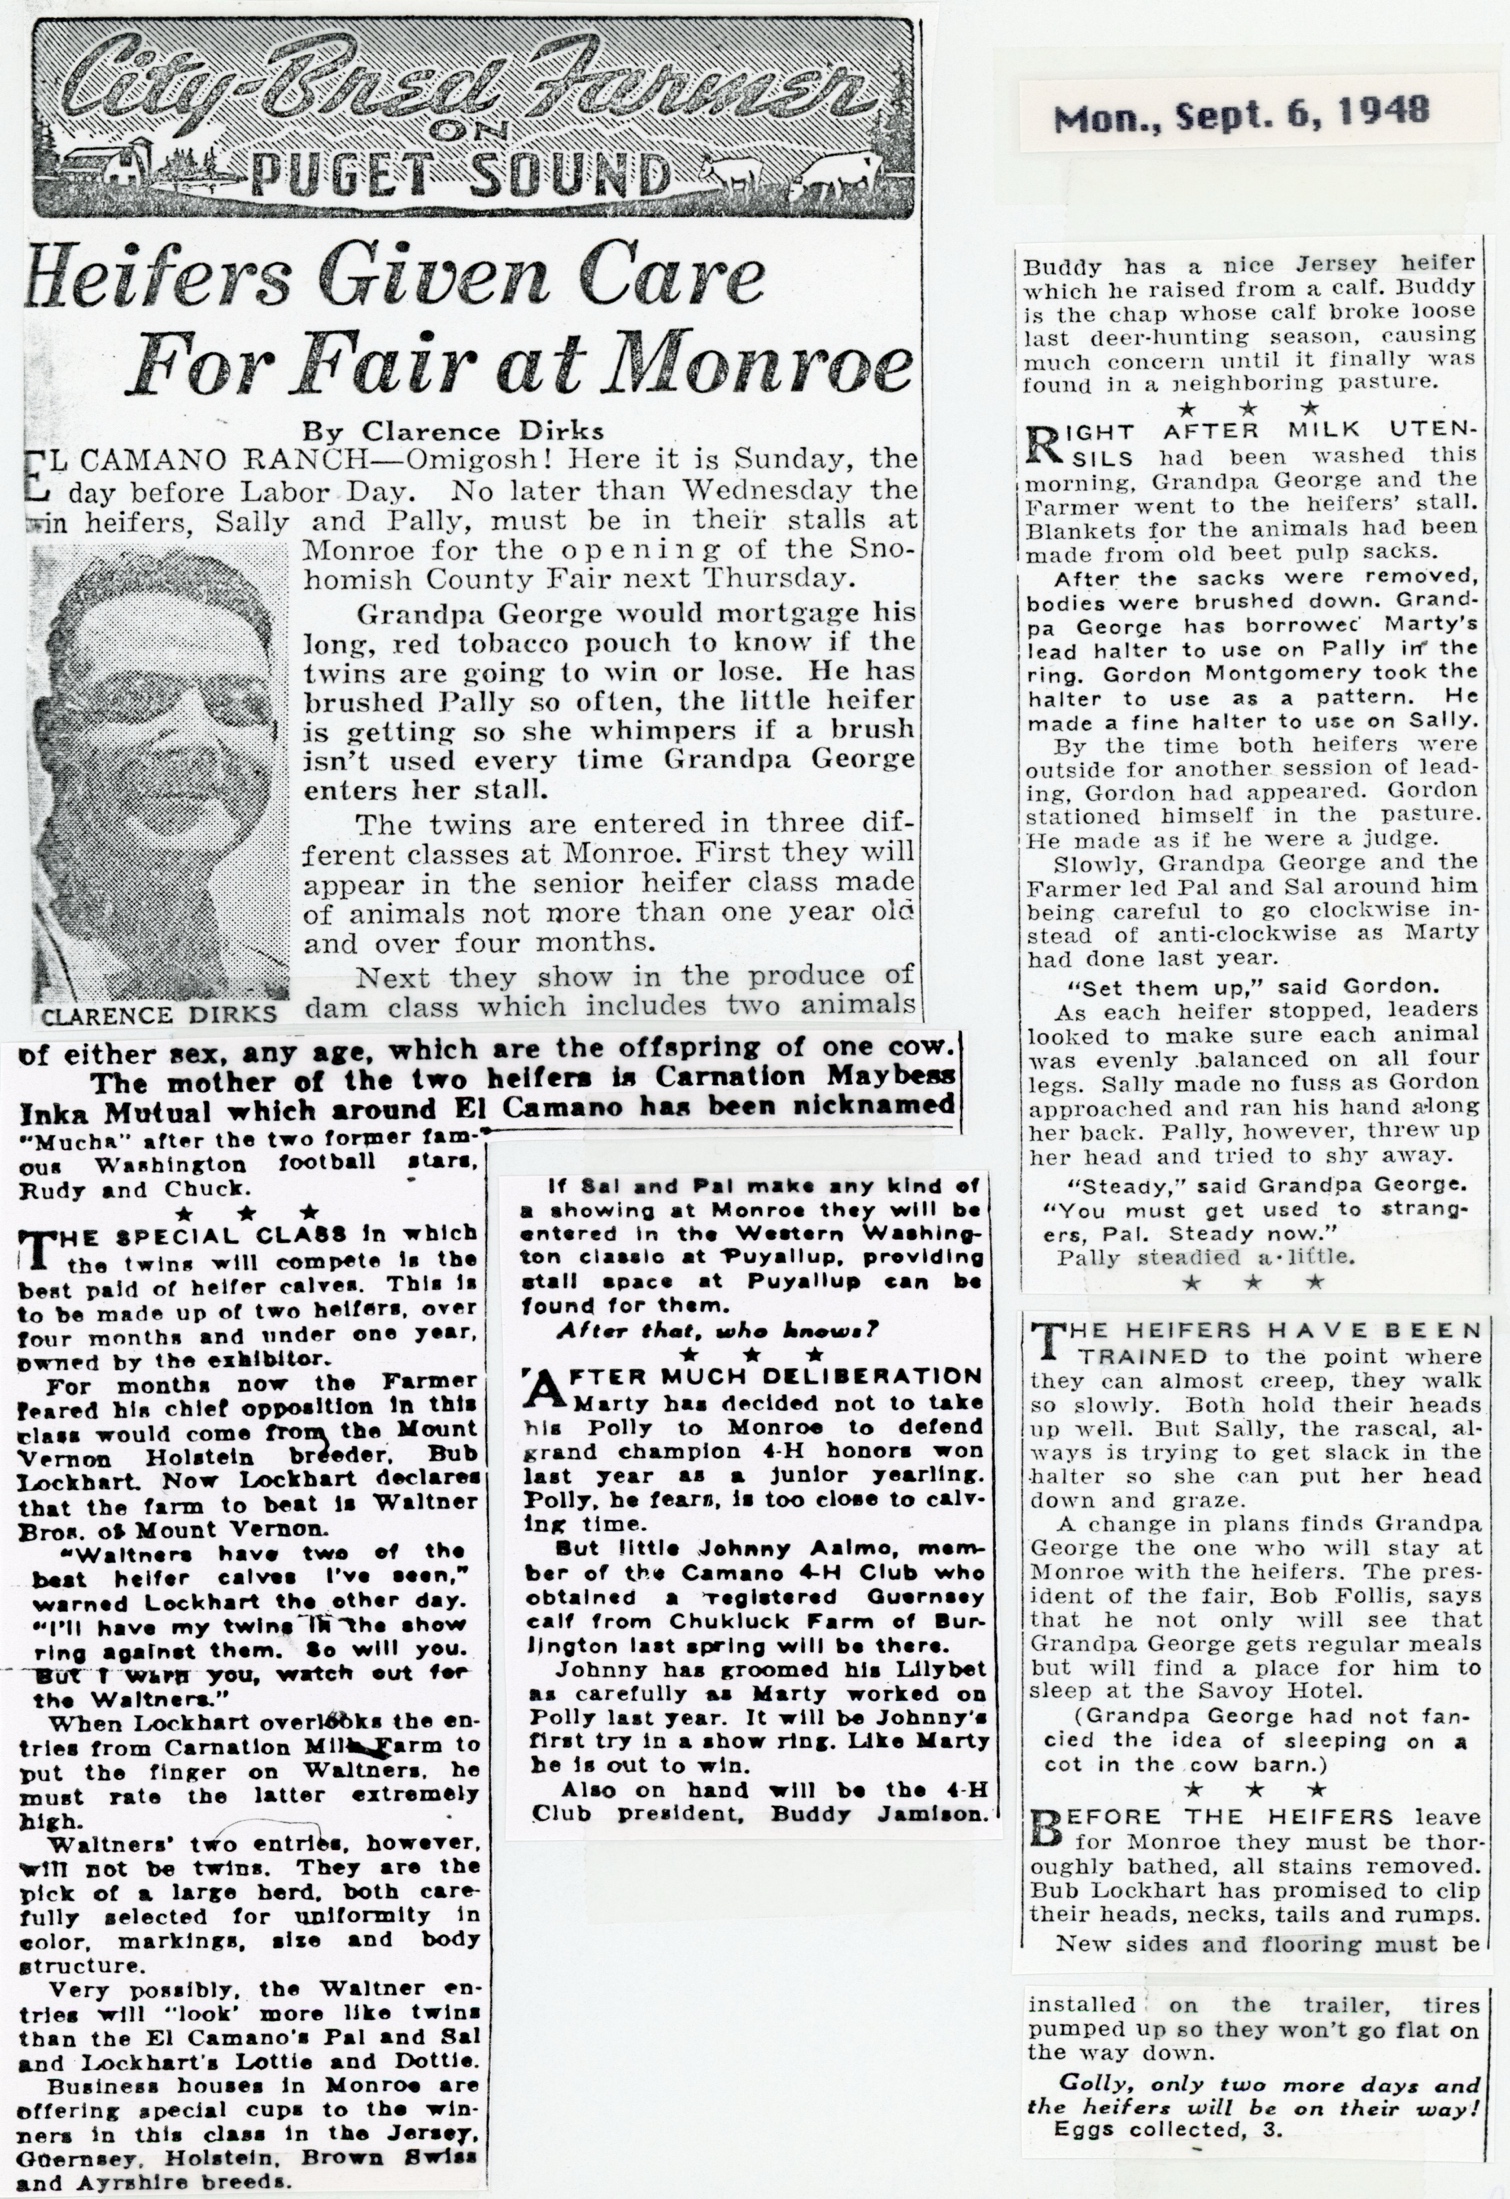 City-Bred Farmer
ON
PUGET SOUND
Heifers Given Care
For Fair at Monroe
By Clarence Dirks
EL CAMANO RANCH—Omigosh! Here it is Sunday, the
day before Labor Day. No later than Wednesday the
win heifers, Sally and Pally, must be in their stalls at
Monroe for the opening of the Sno-
homish County Fair next Thursday.
Grandpa George would mortgage his
long, red tobacco pouch to know if the
twins are going to win or lose. He has
brushed Pally so often, the little heifer
is getting so she whimpers if a brush
isn't used every time Grandpa George
enters her stall.
The twins are entered in three dif-
ferent classes at Monroe. First they will
appear in the senior heifer class made
of animals not more than one year old
and over four months.
Next they show in the produce of
dam class which includes two animals
CLARENCE DIRKS
of either sex, any age, which are the offspring of one cow.
The mother of the two heifers is Carnation Maybess
Inka Mutual which around El Camano has been nicknamed
"Mucha" after the two former fam-
ous Washington football stars,
Rudy and Chuck.
★ ★ ★
THE SPECIAL CLASS in which
the twins will compete is the
best paid of heifer calves. This is
to be made up of two heifers, over
four months and under one year,
owned by the exhibitor.
For months now the Farmer
feared his chief opposition in this
class would come from the Mount
Vernon Holstein breeder, Bub
Lockhart. Now Lockhart declares
that the farm to beat is Waltner
Bros. of Mount Vernon.
"Waltners have two of the
best heifer calves I've seen,"
warned Lockhart the other day.
"I'll have my twins in the show
ring against them. So will you.
But I warn you, watch out for
the Waltners."
When Lockhart overlooks the en-
tries from Carnation Milk Farm to
put the finger on Waltners, he
must rate the latter extremely
high.
Waltners' two entries, however,
will not be twins. They are the
pick of a large herd, both care-
fully selected for uniformity in
color, markings, size and body
structure.
Very possibly, the Waltner en-
tries will "look' more like twins
than the El Camano's Pal and Sal
and Lockhart's Lottie and Dottie.
Business houses in Monroe are
offering special cups to the win-
ners in this class in the Jersey,
Guernsey, Holstein, Brown Swiss
and Ayrshire breeds.
If Sal and Pal make any kind of
a showing at Monroe they will be
entered in the Western Washing-
ton classic at Puyallup, providing
stall space at Puyallup can be
found for them.
After that, who knows?
★ ★ ★
AFTER MUCH DELIBERATION
Marty has decided not to take
his Polly to Monroe to defend
grand champion 4-H honors won
last year as a junior yearling.
Polly, he fears, is too close to calv-
ing time.
But little Johnny Aalmo, mem-
ber of the Camano 4-H Club who
obtained a registered Guernsey
calf from Chukluck Farm of Bur-
lington last spring will be there.
Johnny has groomed his Lilybet
as carefully as Marty worked on
Polly last year. It will be Johnny's
first try in a show ring. Like Marty
he is out to win.
Also on hand will be the 4-H
Club president, Buddy Jamison.
Mon., Sept. 6, 1948
Buddy has a nice Jersey heifer
which he raised from a calf. Buddy
is the chap whose calf broke loose
last deer-hunting season, causing
much concern until it finally was
found in a neighboring pasture.
★ ★ ★
RIGHT AFTER MILK UTEN-
SILS had been washed this
morning, Grandpa George and the
Farmer went to the heifers' stall.
Blankets for the animals had been
made from old beet pulp sacks.
After the sacks were removed,
bodies were brushed down. Grand-
pa George has borrowed Marty's
lead halter to use on Pally in the
ring. Gordon Montgomery took the
halter to use as a pattern. He
made a fine halter to use on Sally.
By the time both heifers were
outside for another session of lead-
ing, Gordon had appeared. Gordon
stationed himself in the pasture.
He made as if he were a judge.
Slowly, Grandpa George and the
Farmer led Pal and Sal around him
being careful to go clockwise in-
stead of anti-clockwise as Marty
had done last year.
"Set them up," said Gordon.
As each heifer stopped, leaders
looked to make sure each animal
was evenly balanced on all four
legs. Sally made no fuss as Gordon
approached and ran his hand along
her back. Pally, however, threw up
her head and tried to shy away.
"Steady," said Grandpa George.
"You must get used to strang-
ers, Pal. Steady now."
Pally steadied a little.
★ ★ ★
THE HEIFERS HAVE BEEN
TRAINED to the point where
they can almost creep, they walk
so slowly. Both hold their heads
up well. But Sally, the rascal, al-
ways is trying to get slack in the
halter so she can put her head
down and graze.
A change in plans finds Grandpa
George the one who will stay at
Monroe with the heifers. The pres-
ident of the fair, Bob Follis, says
that he not only will see that
Grandpa George gets regular meals
but will find a place for him to
sleep at the Savoy Hotel.
(Grandpa George had not fan-
cied the idea of sleeping on a
cot in the cow barn.)
★ ★ ★
BEFORE THE HEIFERS leave
for Monroe they must be thor-
oughly bathed, all stains removed.
Bub Lockhart has promised to clip
their heads, necks, tails and rumps.
New sides and flooring must be
installed on the trailer, tires
pumped up so they won't go flat on
the way down.
Golly, only two more days and
the heifers will be on their way!
Eggs collected, 3.